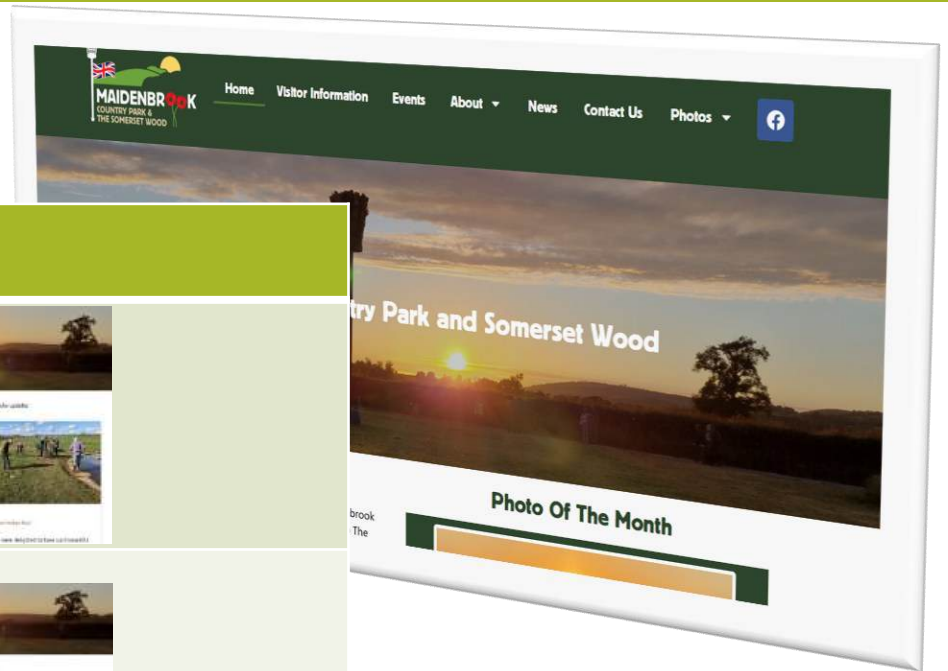 MAIDENBROOK
COUNTRY PARK &
THE SOMERSET WOOD
Home
Visitor Information
Events
About
News
Contact Us
Photos
try Park and Somerset Wood
Photo Of The Month
brook
The